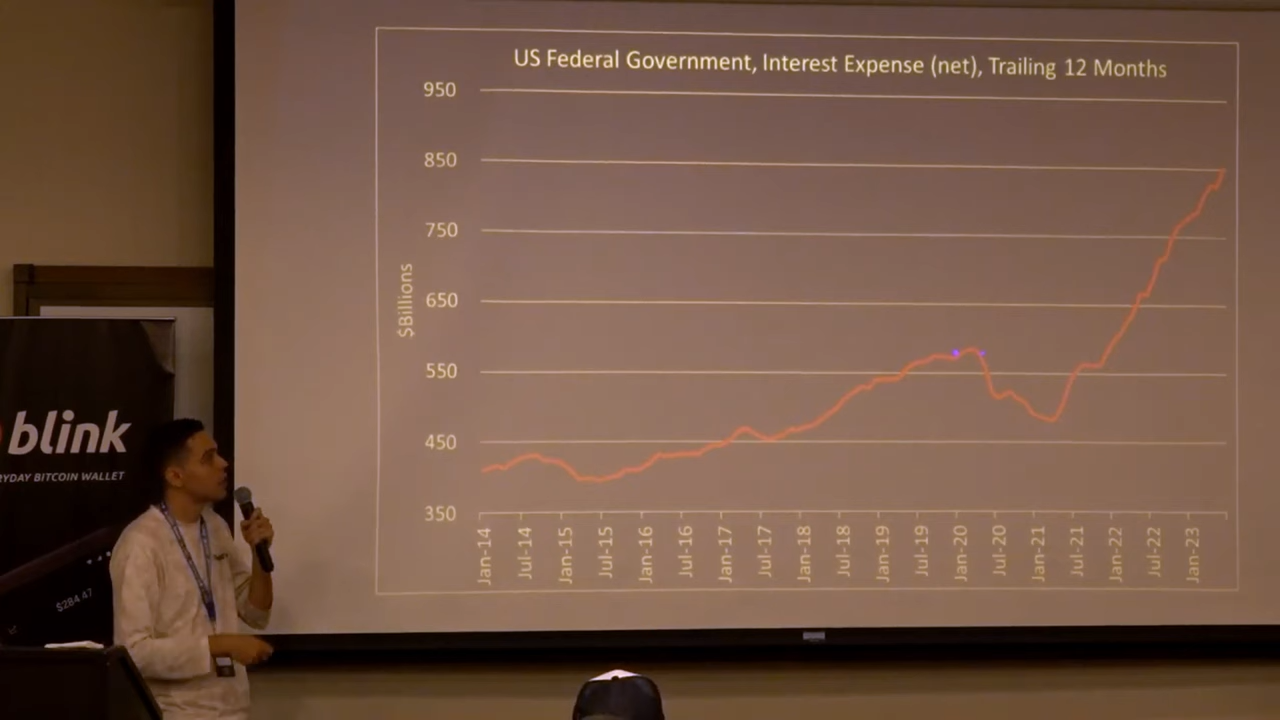 US Federal Government, Interest Expense (net), Trailing 12 Months
950
850
750
650
550
450
350
$Billions
Jan-14
Jul-14
Jan-15
Jul-15
Jan-16
Jul-16
Jan-17
Jul-17
Jan-18
Jul-18
Jan-19
Jul-19
Jan-20
Jul-20
Jan-21
Jul-21
Jan-22
Jul-22
Jan-23
blink
RYDAY BITCOIN WALLET
$284.47